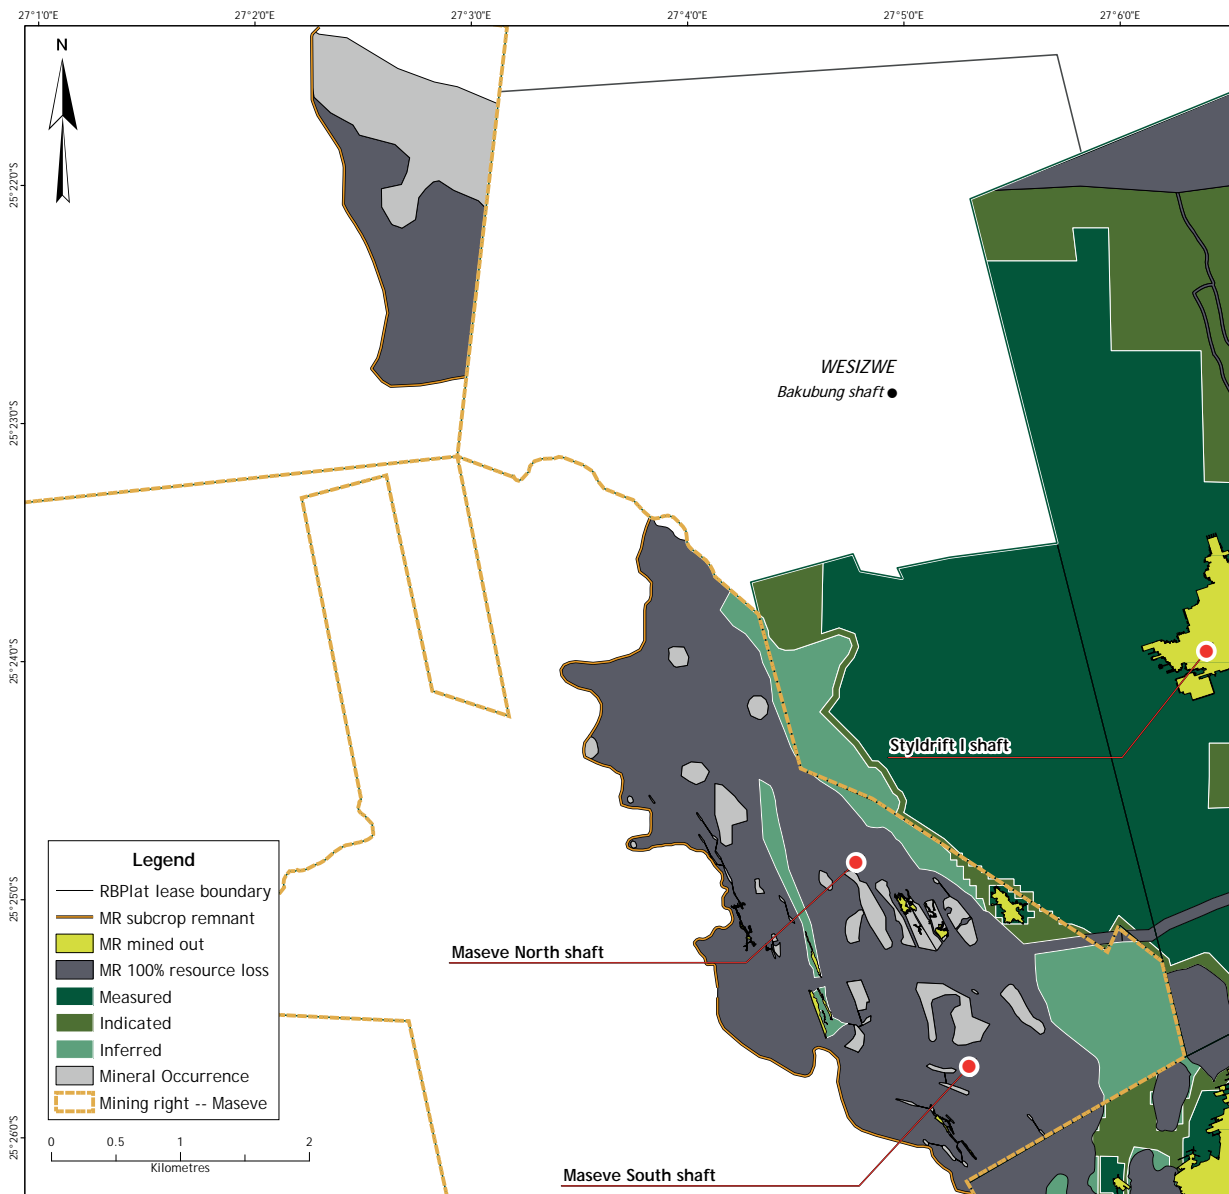 27°1'0"E
27°2'0"E
27°3'0"E
27°4'0"E
27°5'0"E
27°6'0"E
N
25°22'0"S
25°23'0"S
25°24'0"S
25°25'0"S
25°26'0"S
WESIZWE
Bakubung shaft
Styldrift I shaft
Maseve North shaft
Maseve South shaft
Legend
RBPlat lease boundary
MR subcrop remnant
MR mined out
MR 100% resource loss
Measured
Indicated
Inferred
Mineral Occurrence
Mining right -- Maseve
0 0.5 1 2
Kilometres